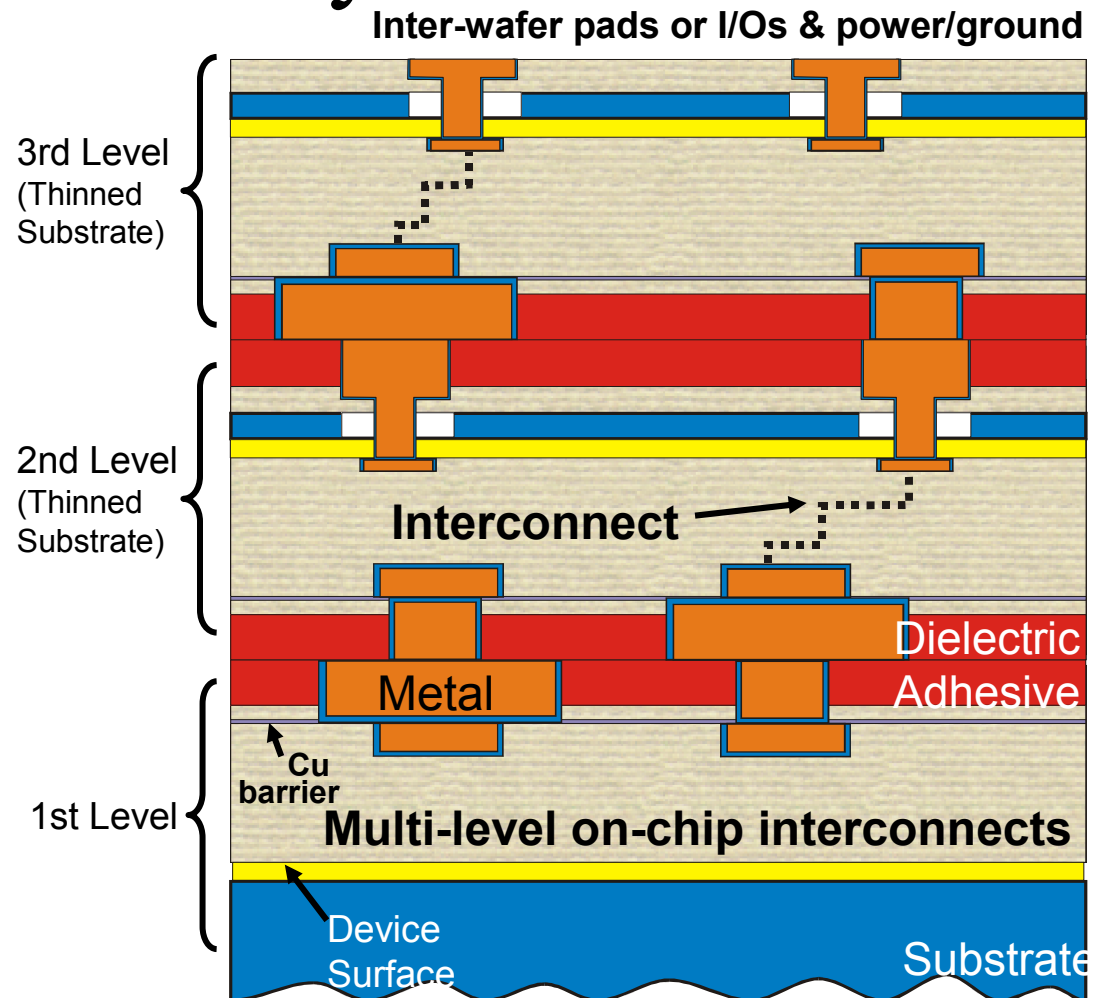 Inter-wafer pads or I/Os & power/ground
3rd Level
(Thinned
Substrate)
2nd Level
(Thinned
Substrate)
Interconnect
Dielectric
Metal
Adhesive
Cu
barrier
1st Level
Multi-level on-chip interconnects
Device
Surface
Substrate